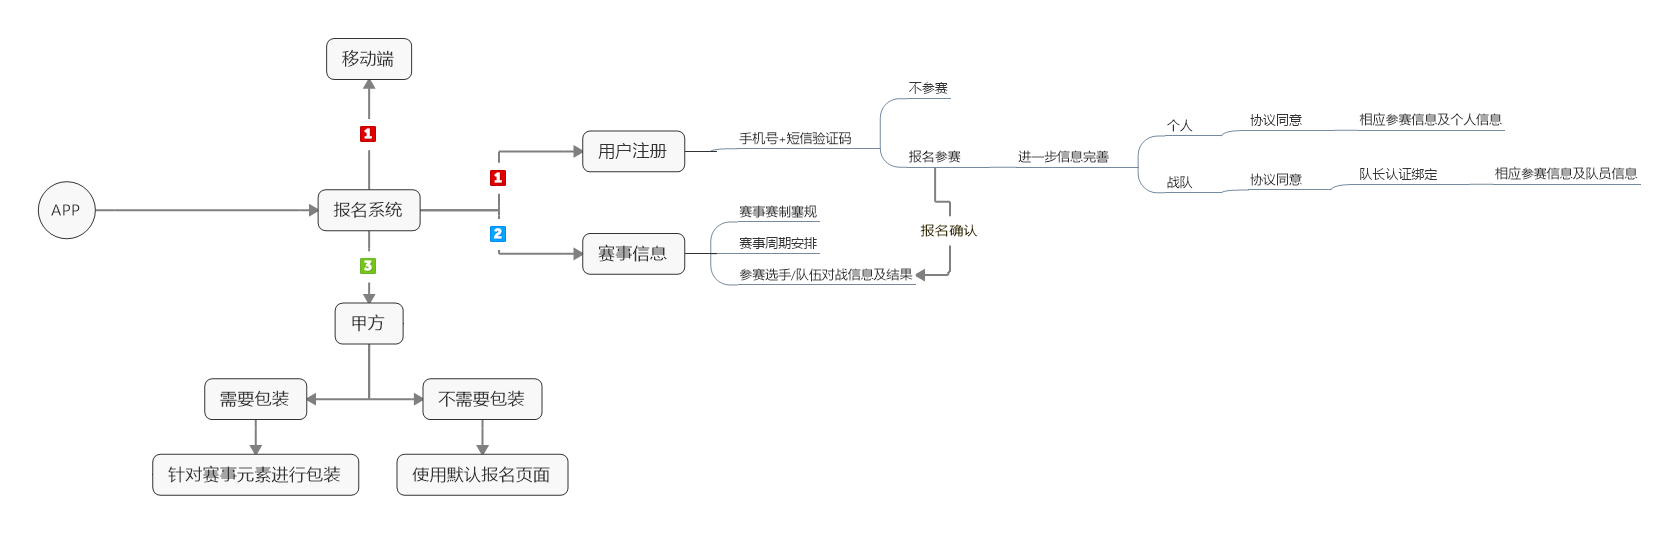 移动端
1
APP
报名系统
1
2
3
用户注册
手机号+短信验证码
不参赛
报名参赛
进一步信息完善
个人
协议同意
相应参赛信息及个人信息
战队
协议同意
队长认证绑定
相应参赛信息及队员信息
赛事信息
赛事赛制塞规
赛事周期安排
参赛选手/队伍对战信息及结果
报名确认
甲方
需要包装
不需要包装
针对赛事元素进行包装
使用默认报名页面